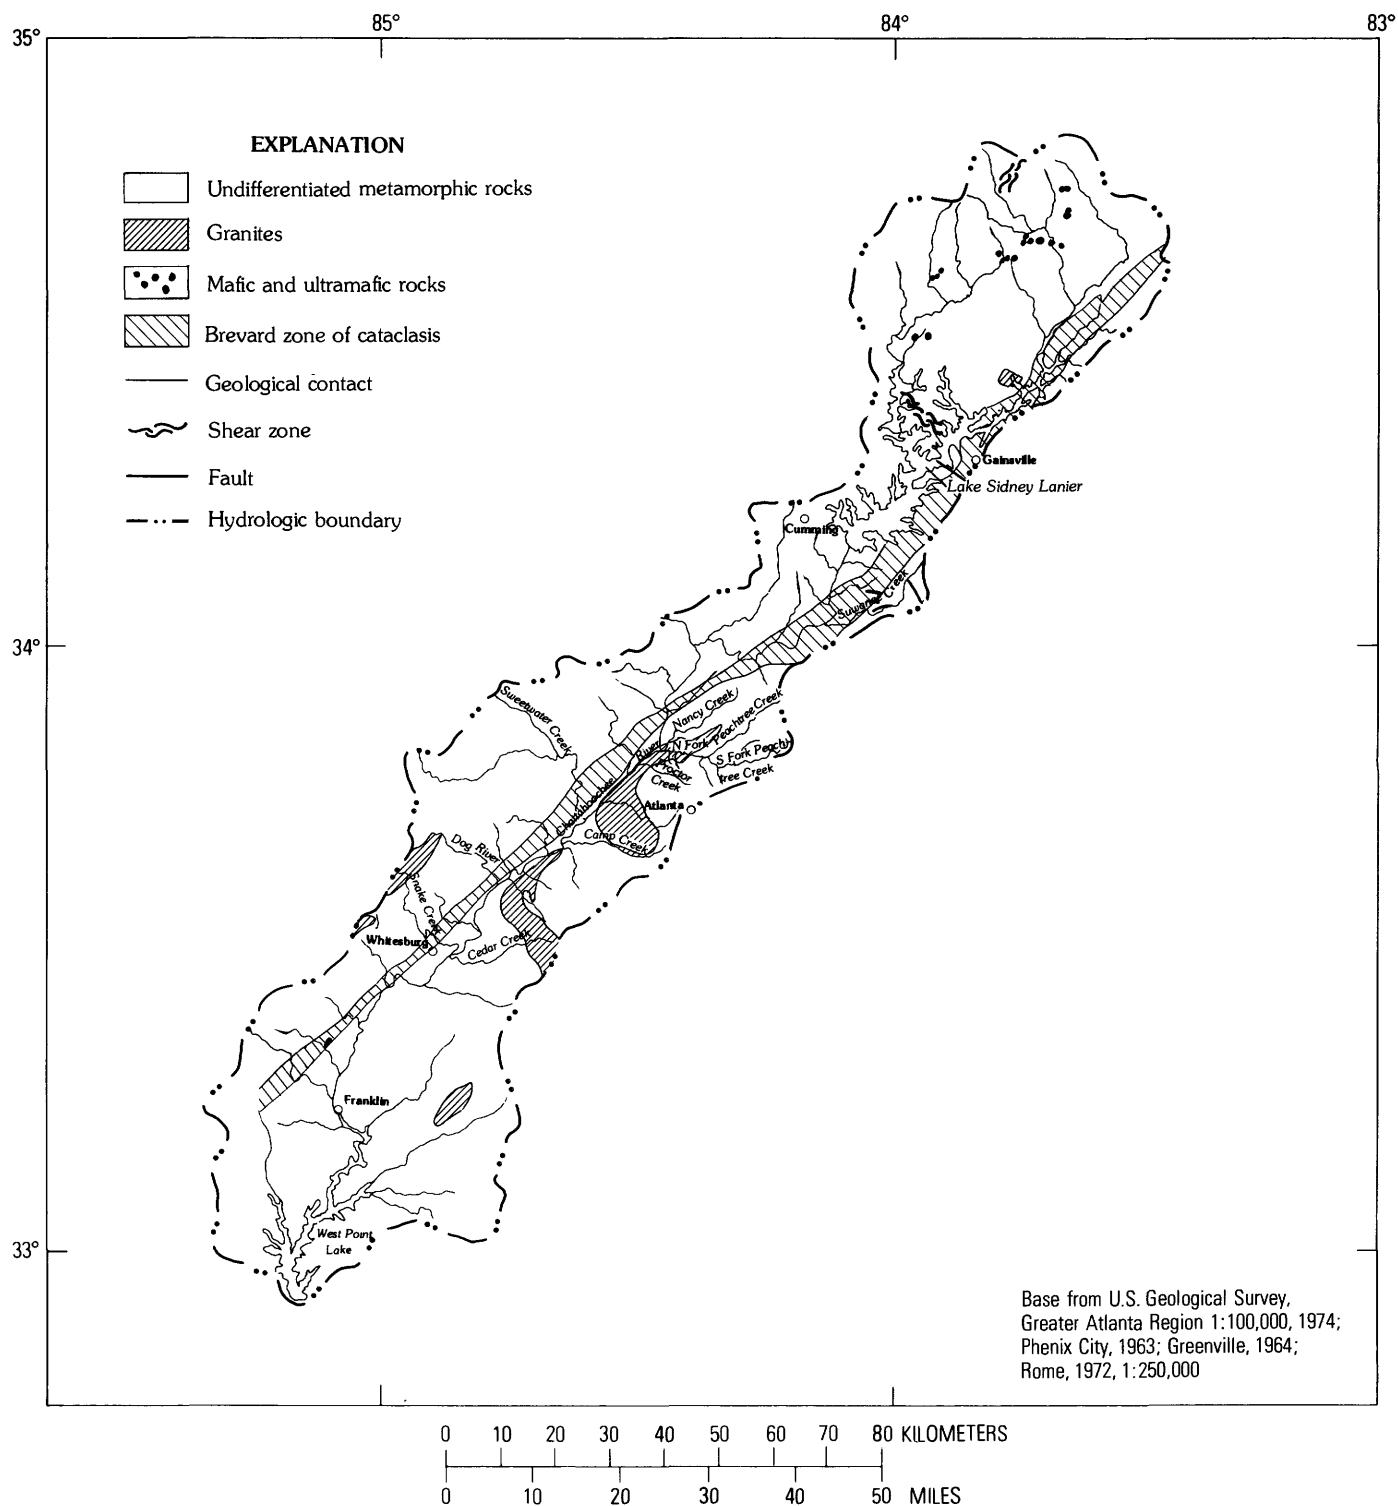 85° 84° 83°
35°
EXPLANATION
Undifferentiated metamorphic rocks
Granites
Mafic and ultramafic rocks
Brevard zone of cataclasis
Geological contact
Shear zone
Fault
Hydrologic boundary
Gainsville
Lake Sidney Lanier
Cumming
Suwanee Creek
34°
Sweetwater Creek
Nancy Creek
N Fork Peachtree Creek
S Fork Peach-
tree Creek
Chattahoochee River
Proctor
Creek
Atlanta
Camp Creek
Dog River
Snake Creek
Whitesburg
Cedar Creek
Franklin
West Point
Lake
33°
Base from U.S. Geological Survey,
Greater Atlanta Region 1:100,000, 1974;
Phenix City, 1963; Greenville, 1964;
Rome, 1972, 1:250,000
0 10 20 30 40 50 60 70 80 KILOMETERS
0 10 20 30 40 50 MILES